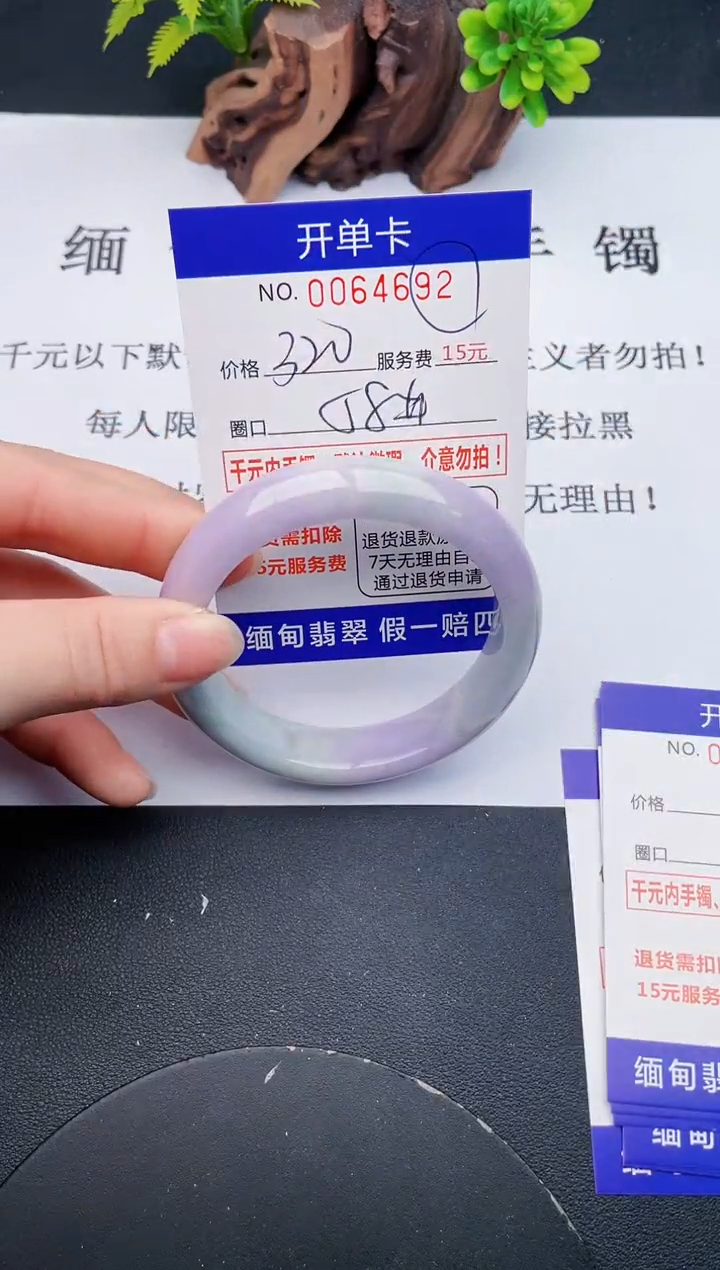 缅 手 镯
开单卡
NO. 0064692
价格 320 服务费 15元
千元以下默 主义者勿拍！
圈口 58
每人限 接拉黑
千元内手镯 介意勿拍！
无理由！
货需扣除
5元服务费
退货退款
7天无理由自
通过退货申请
缅甸翡翠 假一赔四
开
NO. 0
价格
圈口
千元内手镯、
退货需扣
15元服务
缅甸翡
缅甸